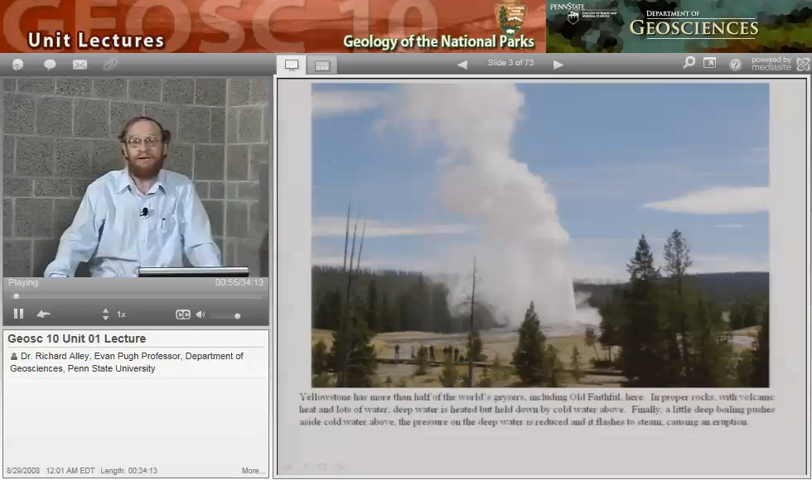 GEOSC 10
Unit Lectures
Geology of the National Parks
PENNSTATE
DEPARTMENT OF
GEOSCIENCES
Slide 3 of 73
powered by
mediasite
Playing
00:55/34:13
1x
CC
Geosc 10 Unit 01 Lecture
Dr. Richard Alley, Evan Pugh Professor, Department of
Geosciences, Penn State University
8/29/2008 12:01 AM EDT Length: 00:34:13
More...
Yellowstone has more than half of the world's geysers, including Old Faithful, here. In proper rocks, with volcanic
heat and lots of water, deep water is heated but held down by cold water above. Finally, a little deep boiling pushes
aside cold water above, the pressure on the deep water is reduced and it flashes to steam, causing an eruption.